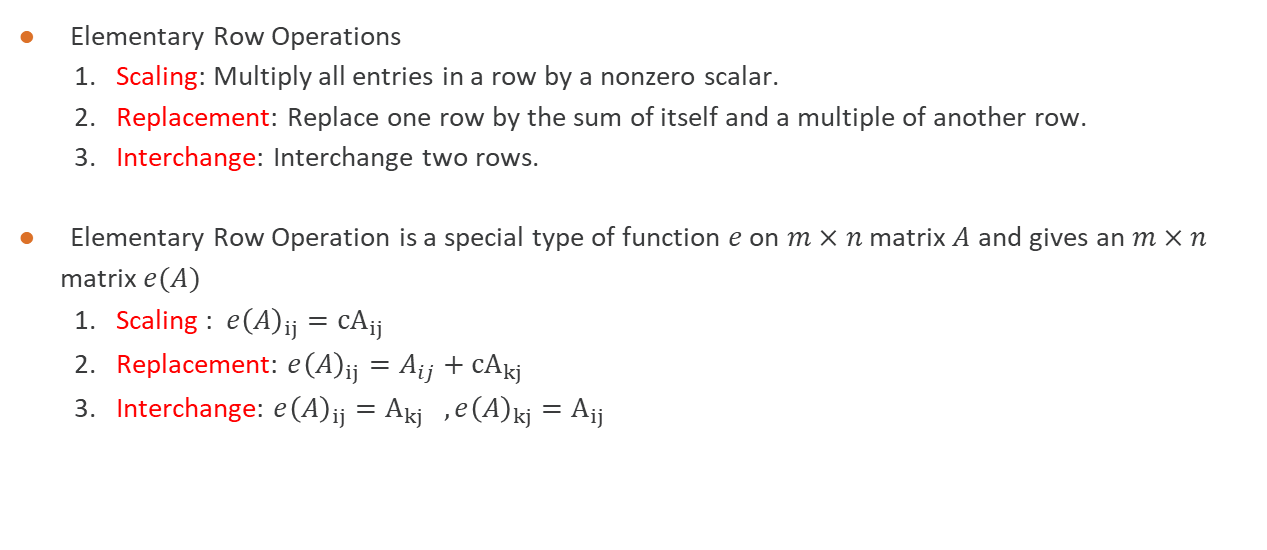 • Elementary Row Operations
1. Scaling: Multiply all entries in a row by a nonzero scalar.
2. Replacement: Replace one row by the sum of itself and a multiple of another row.
3. Interchange: Interchange two rows.
• Elementary Row Operation is a special type of function e on m × n matrix A and gives an m × n
matrix e(A)
1. Scaling : e(A)ij = cAij
2. Replacement: e(A)ij = Aij + cAkj
3. Interchange: e(A)ij = Akj ,e(A)kj = Aij